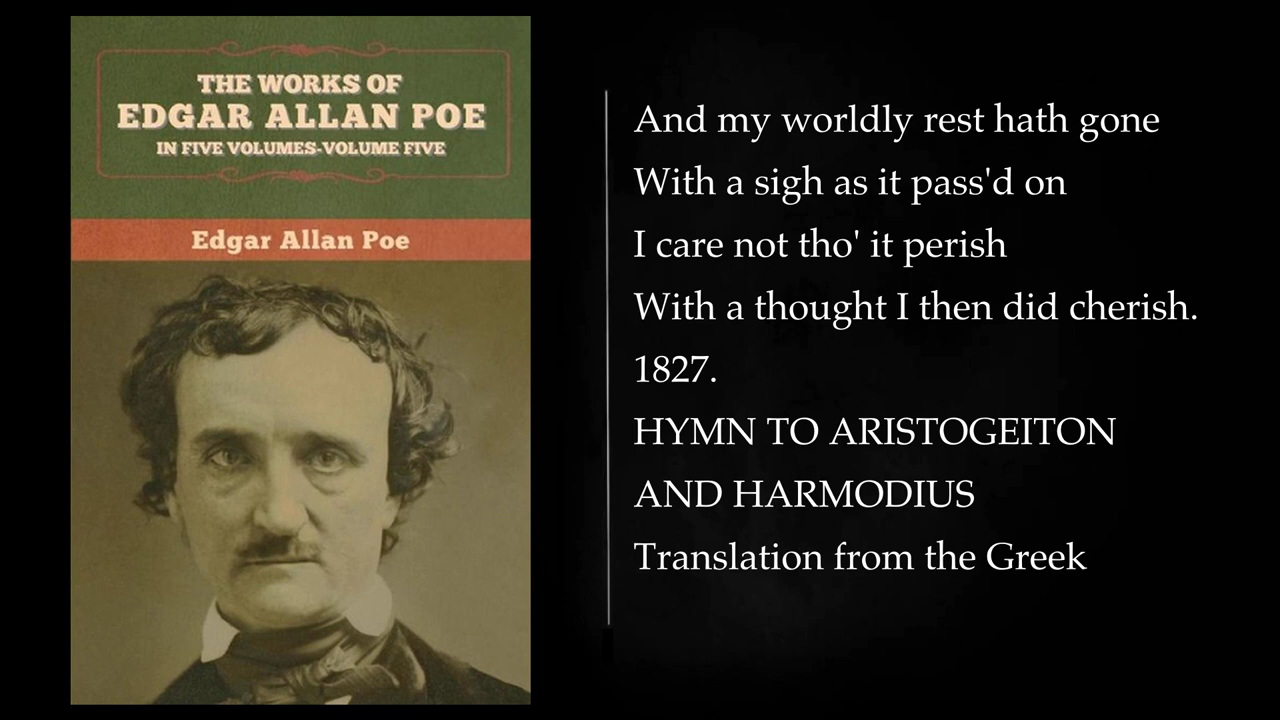 THE WORKS OF
EDGAR ALLAN POE
IN FIVE VOLUMES-VOLUME FIVE
Edgar Allan Poe
And my worldly rest hath gone
With a sigh as it pass'd on
I care not tho' it perish
With a thought I then did cherish.
1827.
HYMN TO ARISTOGEITON
AND HARMODIUS
Translation from the Greek